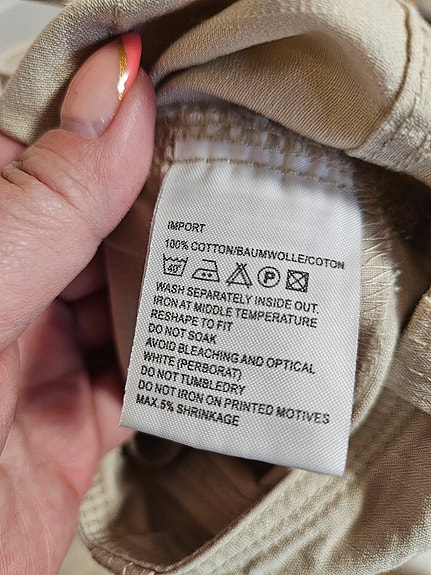 IMPORT
100% COTTON/BAUMWOLLE/COTON
40° P
WASH SEPARATELY INSIDE OUT.
IRON AT MIDDLE TEMPERATURE
RESHAPE TO FIT
DO NOT SOAK
AVOID BLEACHING AND OPTICAL
WHITE (PERBORAT)
DO NOT TUMBLEDRY
DO NOT IRON ON PRINTED MOTIVES
MAX.5% SHRINKAGE